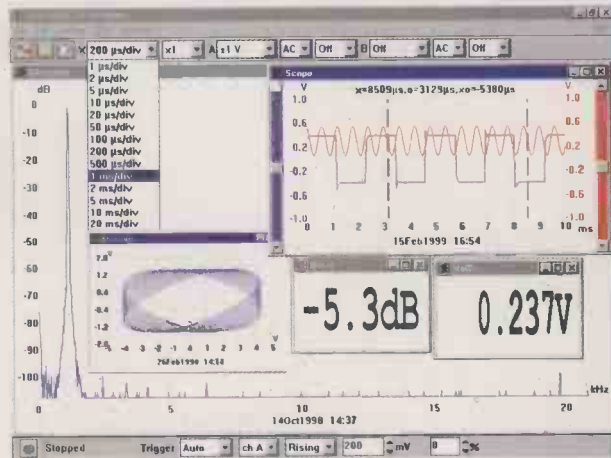 200 µs/div x1 A ±1 V AC Off B Off AC Off
1 µs/div
2 µs/div
5 µs/div
10 µs/div
20 µs/div
50 µs/div
100 µs/div
200 µs/div
500 µs/div
1 ms/div
2 ms/div
5 ms/div
10 ms/div
20 ms/div
Scope
x=8509µs, o=3129µs, xo=-5380µs
V V
1.0 1.0
0.6 0.6
0.2 0.2
-0.2 -0.2
-0.6 -0.6
-1.0 -1.0
0 1 2 3 4 5 6 7 8 9 10
ms
15Feb1999 16:54
dB
0
-10
-20
-30
-50
-60
-70
-80
-90
-100
V
1.2
0.4
-0.4
-1.2
-2.0
% -4 -3 -2 -1 0 1 2 3 4 5
V
-5.3dB
0.237V
0 5 10 15 20
kHz
14Oct1998 14:37
Stopped Trigger Auto ch A Rising 200 mV 0 %